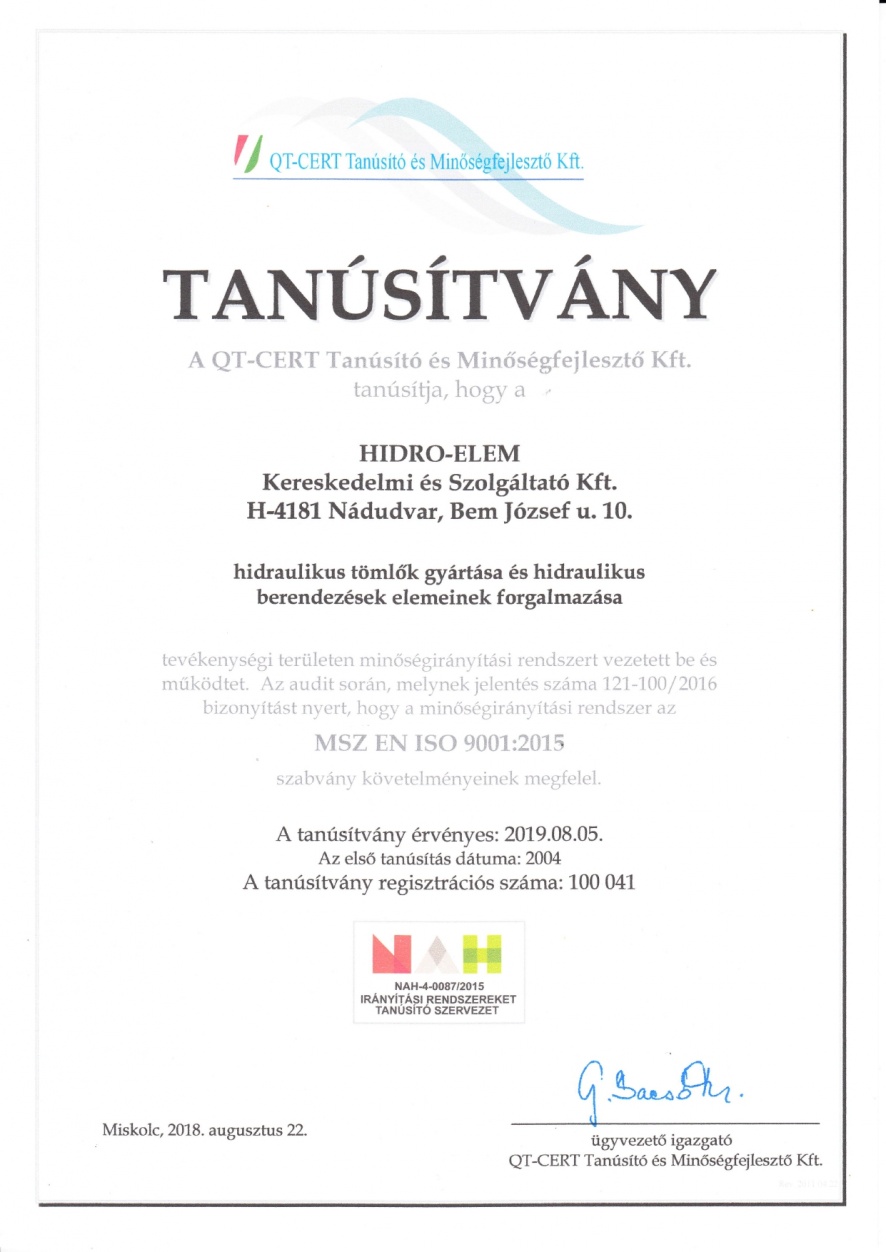 QT-CERT Tanúsító és Minőségfejlesztő Kft.
TANÚSÍTVÁNY
A QT-CERT Tanúsító és Minőségfejlesztő Kft.
tanúsítja, hogy a
HIDRO-ELEM
Kereskedelmi és Szolgáltató Kft.
H-4181 Nádudvar, Bem József u. 10.
hidraulikus tömlők gyártása és hidraulikus
berendezések elemeinek forgalmazása
tevékenységi területen minőségirányítási rendszert vezetett be és
működtet. Az audit során, melynek jelentés száma 121-100/2016
bizonyítást nyert, hogy a minőségirányítási rendszer az
MSZ EN ISO 9001:2015
szabvány követelményeinek megfelel.
A tanúsítvány érvényes: 2019.08.05.
Az első tanúsítás dátuma: 2004
A tanúsítvány regisztrációs száma: 100 041
NAH
NAH-4-0087/2015
IRÁNYÍTÁSI RENDSZEREKET
TANÚSÍTÓ SZERVEZET
Miskolc, 2018. augusztus 22.
ügyvezető igazgató
QT-CERT Tanúsító és Minőségfejlesztő Kft.